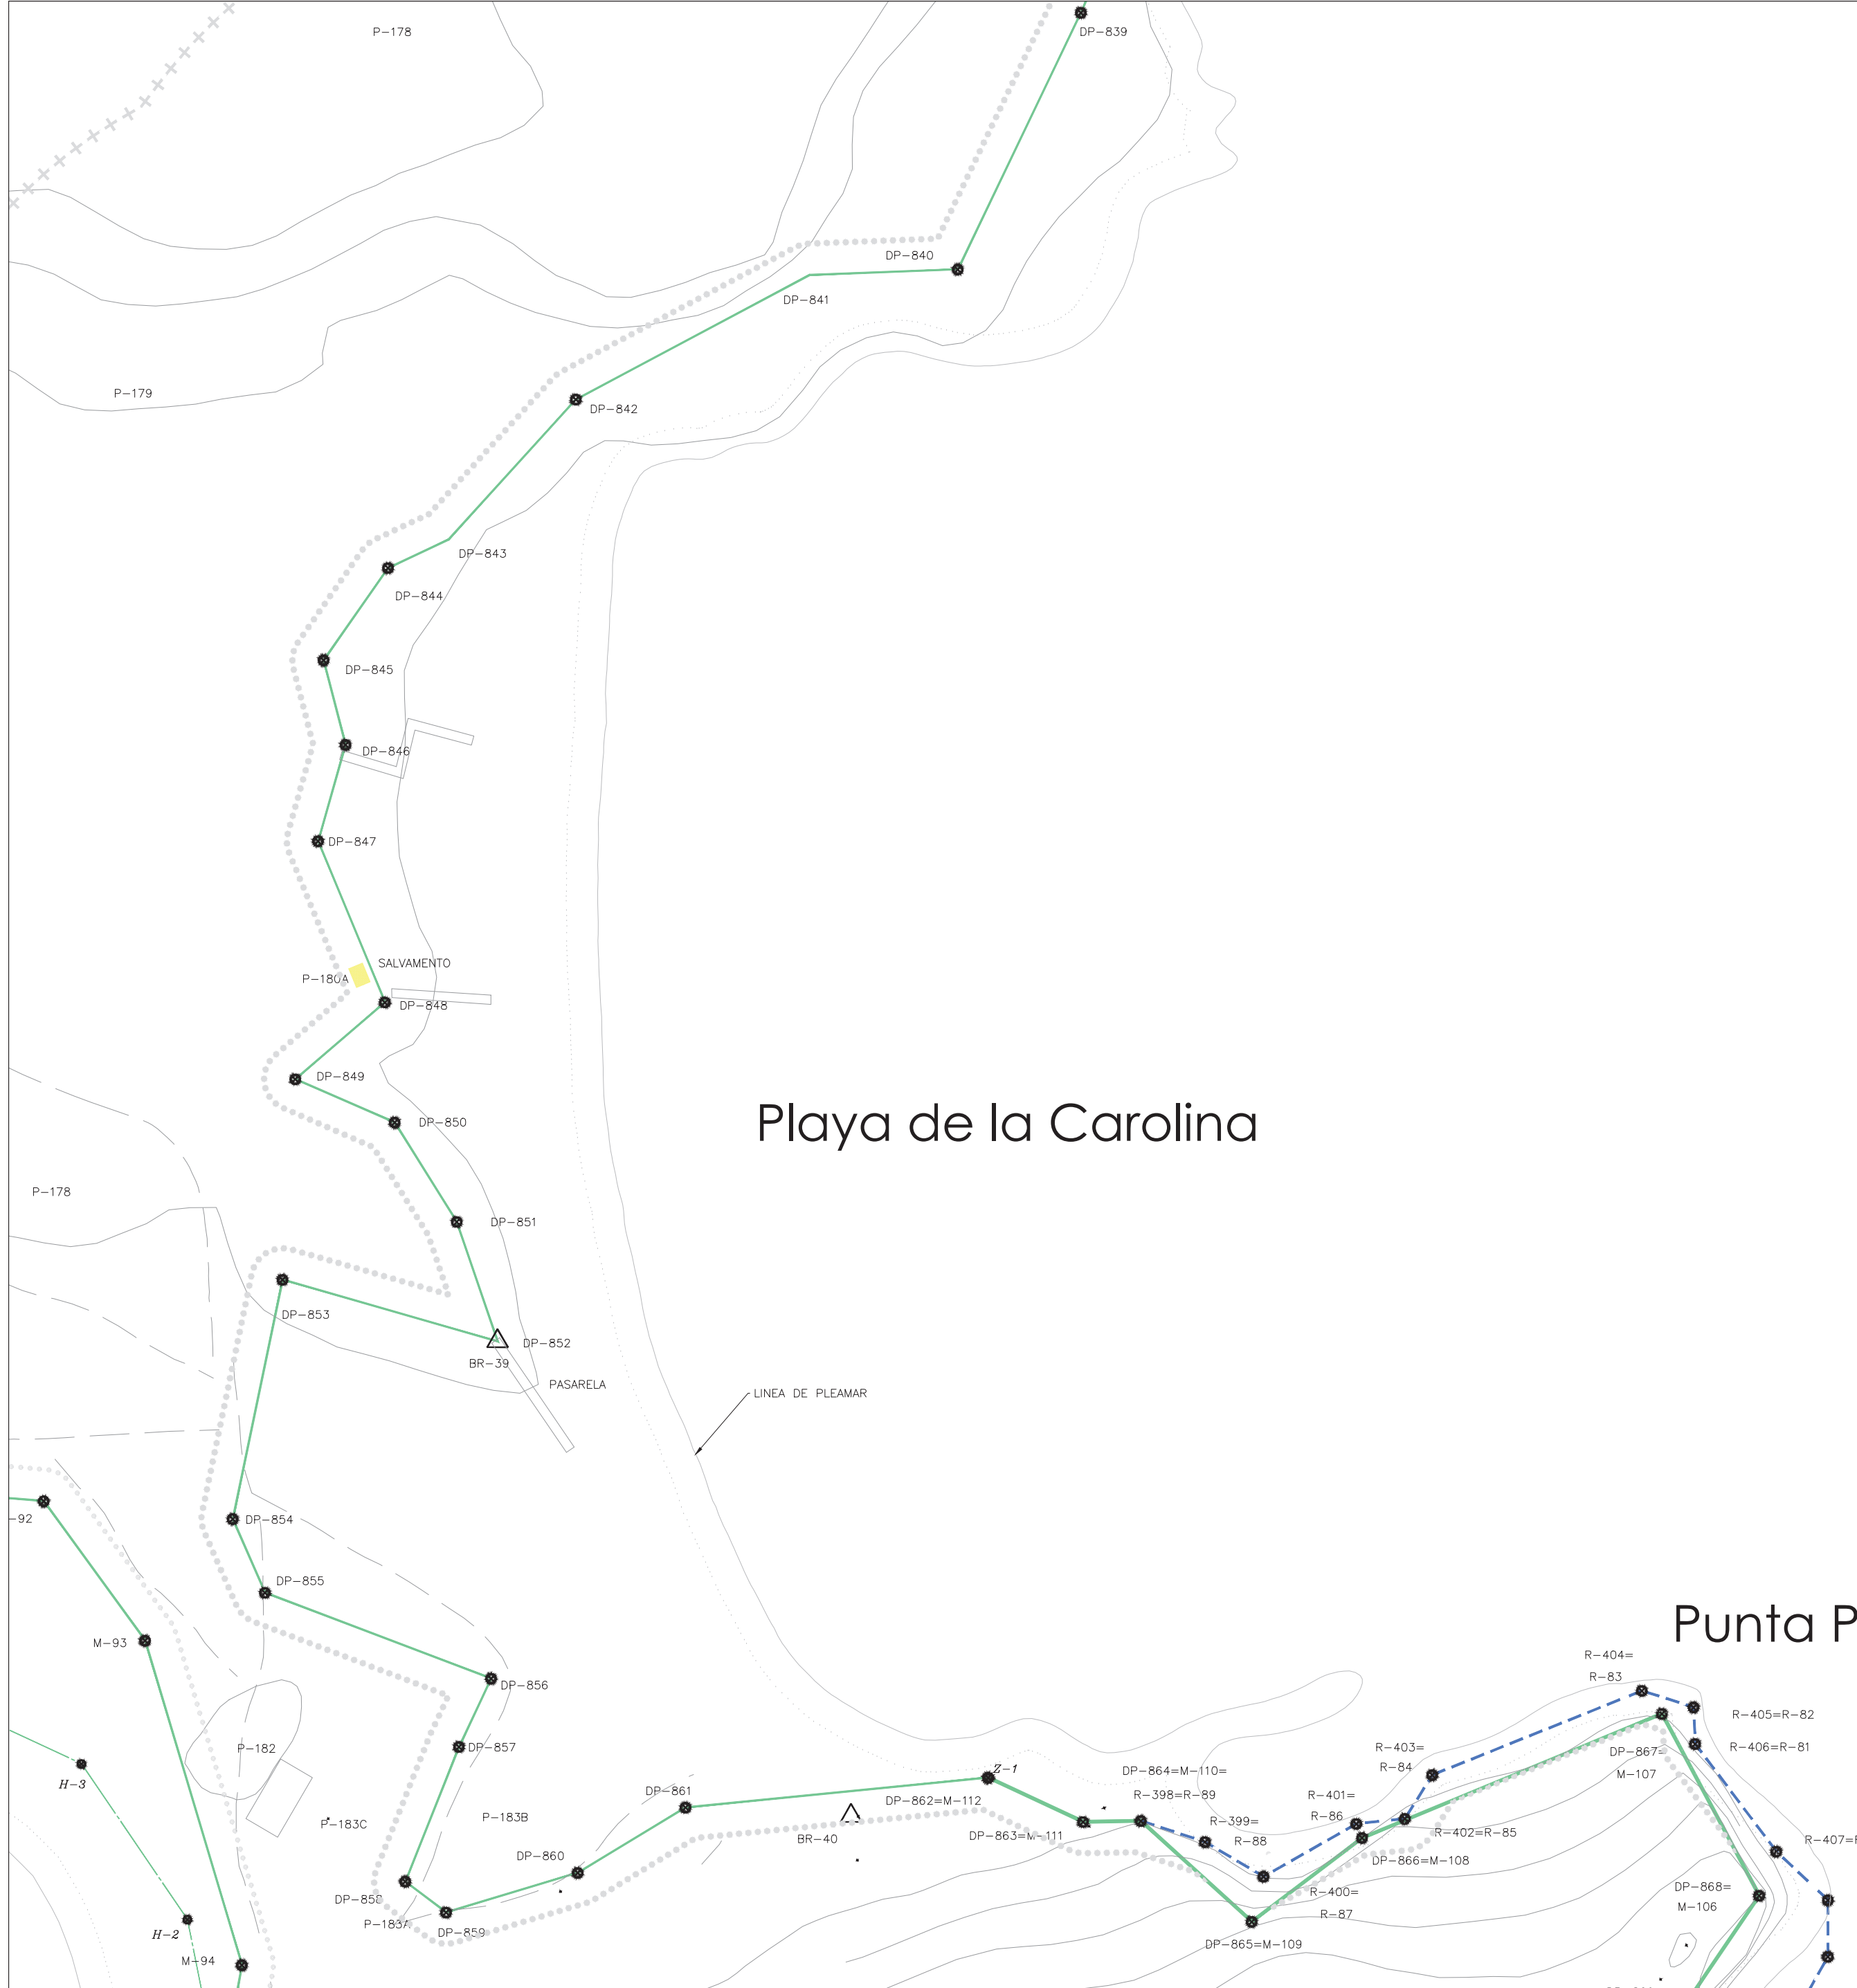 P-178
DP-839
DP-840
DP-841
P-179
DP-842
DP-843
DP-844
DP-845
DP-846
DP-847
SALVAMENTO
P-180A
DP-848
DP-849
DP-850
Playa de la Carolina
P-178
DP-851
DP-853
DP-852
BR-39
PASARELA
LINEA DE PLEAMAR
-92
DP-854
DP-855
M-93
Punta P
R-404=
R-83
DP-856
R-405=R-82
P-182
DP-857
R-403=
R-84
R-406=R-81
DP-867=
M-107
H-3
Z-1
DP-864=M-110=
R-398=R-89
DP-861
DP-862=M-112
R-401=
R-86
P-183C
P-183B
R-399=
R-88
BR-40
DP-863=M-111
R-402=R-85
R-407=
DP-860
DP-866=M-108
DP-868=
M-106
DP-858
R-400=
R-87
P-183A
DP-859
H-2
DP-865=M-109
M-94